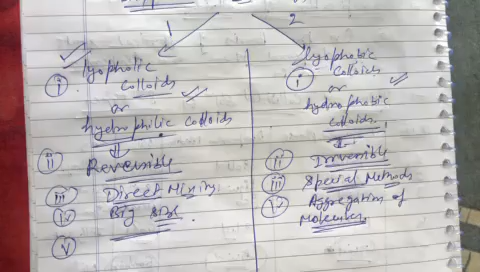 1
2
lyopholic
(i) colloids
or
hydrophilic colloids
(ii) Reversible
(iii) Direct Mixing
(iv) Big size
(v)
lyophobic
(i) colloids
or
hydrophobic
colloids.
(ii) Irreversible
(iii) Special Methods
(iv) Aggregation of
Molecules.